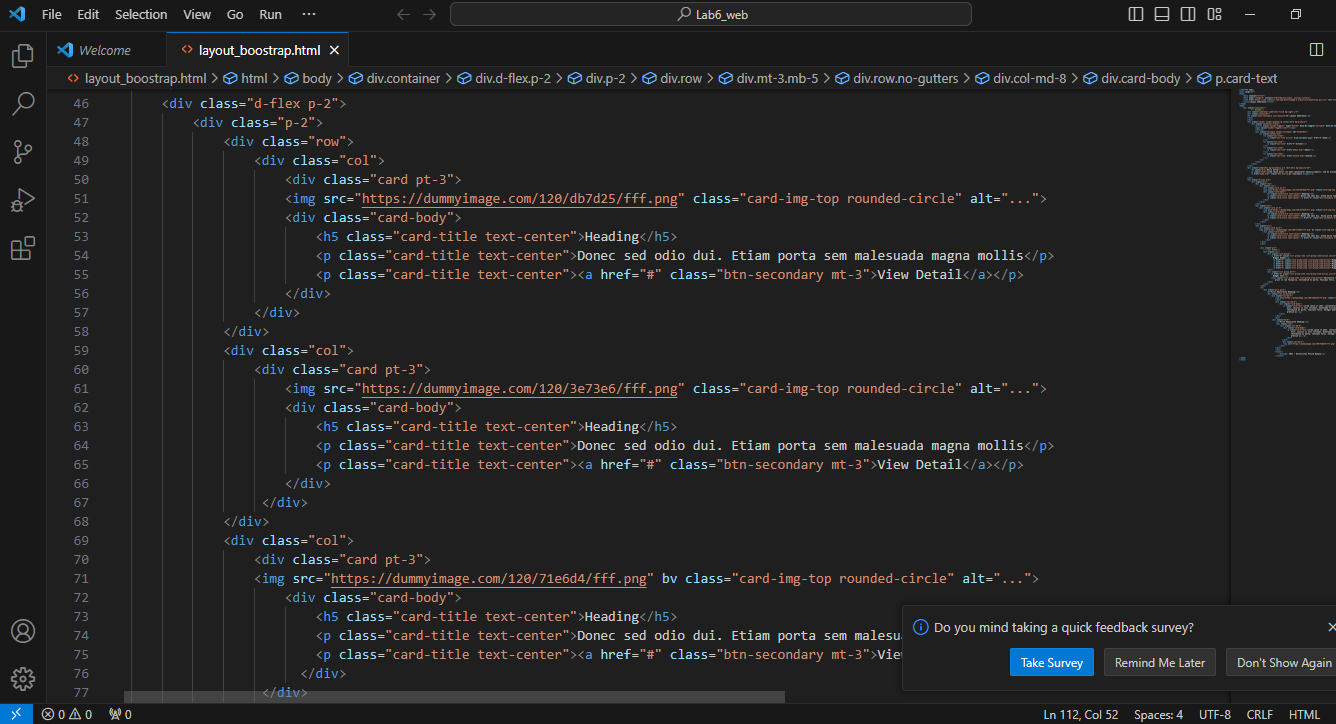 File Edit Selection View Go Run ··· Lab6_web
Welcome layout_boostrap.html
layout_boostrap.html > html > body > div.container > div.d-flex.p-2 > div.p-2 > div.row > div.mt-3.mb-5 > div.row.no-gutters > div.col-md-8 > div.card-body > p.card-text
46 <div class="d-flex p-2">
47 <div class="p-2">
48 <div class="row">
49 <div class="col">
50 <div class="card pt-3">
51 <img src="https://dummyimage.com/120/db7d25/fff.png" class="card-img-top rounded-circle" alt="...">
52 <div class="card-body">
53 <h5 class="card-title text-center">Heading</h5>
54 <p class="card-title text-center">Donec sed odio dui. Etiam porta sem malesuada magna mollis</p>
55 <p class="card-title text-center"><a href="#" class="btn-secondary mt-3">View Detail</a></p>
56 </div>
57 </div>
58 </div>
59 <div class="col">
60 <div class="card pt-3">
61 <img src="https://dummyimage.com/120/3e73e6/fff.png" class="card-img-top rounded-circle" alt="...">
62 <div class="card-body">
63 <h5 class="card-title text-center">Heading</h5>
64 <p class="card-title text-center">Donec sed odio dui. Etiam porta sem malesuada magna mollis</p>
65 <p class="card-title text-center"><a href="#" class="btn-secondary mt-3">View Detail</a></p>
66 </div>
67 </div>
68 </div>
69 <div class="col">
70 <div class="card pt-3">
71 <img src="https://dummyimage.com/120/71e6d4/fff.png" bv class="card-img-top rounded-circle" alt="...">
72 <div class="card-body">
73 <h5 class="card-title text-center">Heading</h5>
74 <p class="card-title text-center">Donec sed odio dui. Etiam porta sem malesu
75 <p class="card-title text-center"><a href="#" class="btn-secondary mt-3">Vie
76 </div>
77 </div>
Do you mind taking a quick feedback survey?
Take Survey Remind Me Later Don't Show Again
0 0 0 Ln 112, Col 52 Spaces: 4 UTF-8 CRLF HTML